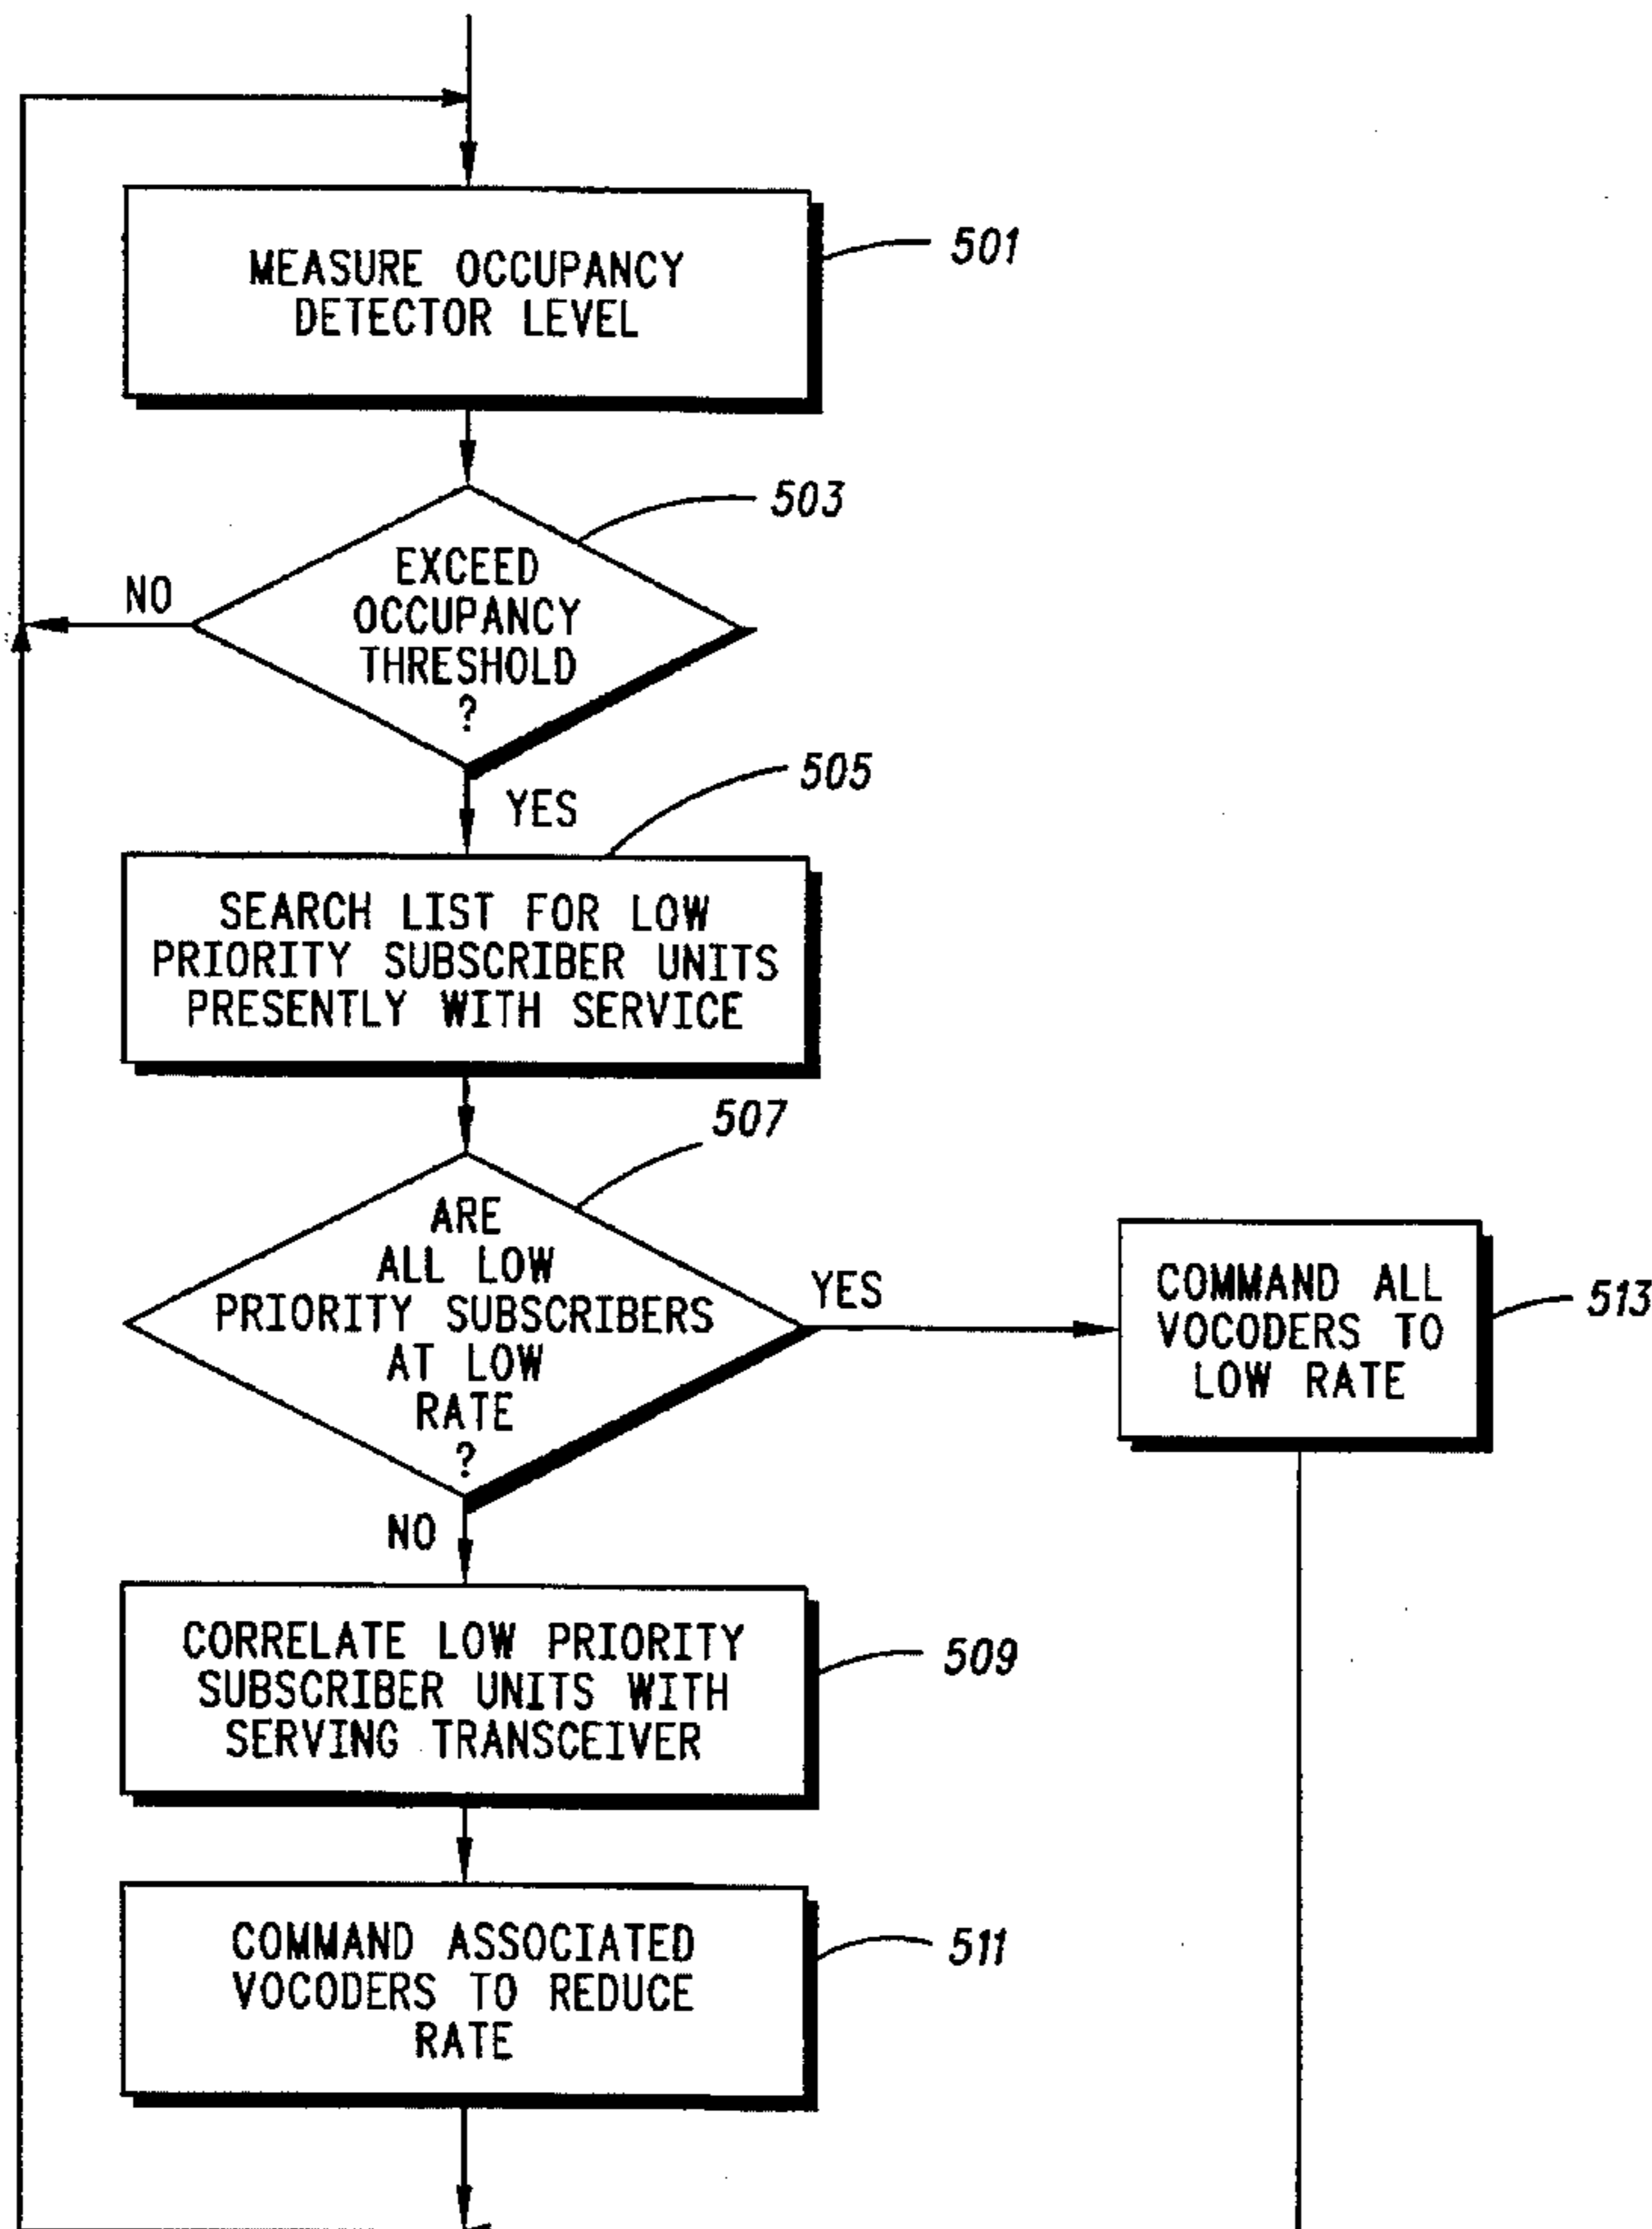 MEASURE OCCUPANCY
DETECTOR LEVEL
501
503
EXCEED
OCCUPANCY
THRESHOLD
?
NO
YES
505
SEARCH LIST FOR LOW
PRIORITY SUBSCRIBER UNITS
PRESENTLY WITH SERVICE
507
ARE
ALL LOW
PRIORITY SUBSCRIBERS
AT LOW
RATE
?
YES
COMMAND ALL
VOCODERS TO
LOW RATE
513
NO
CORRELATE LOW PRIORITY
SUBSCRIBER UNITS WITH
SERVING TRANSCEIVER
509
COMMAND ASSOCIATED
VOCODERS TO REDUCE
RATE
511